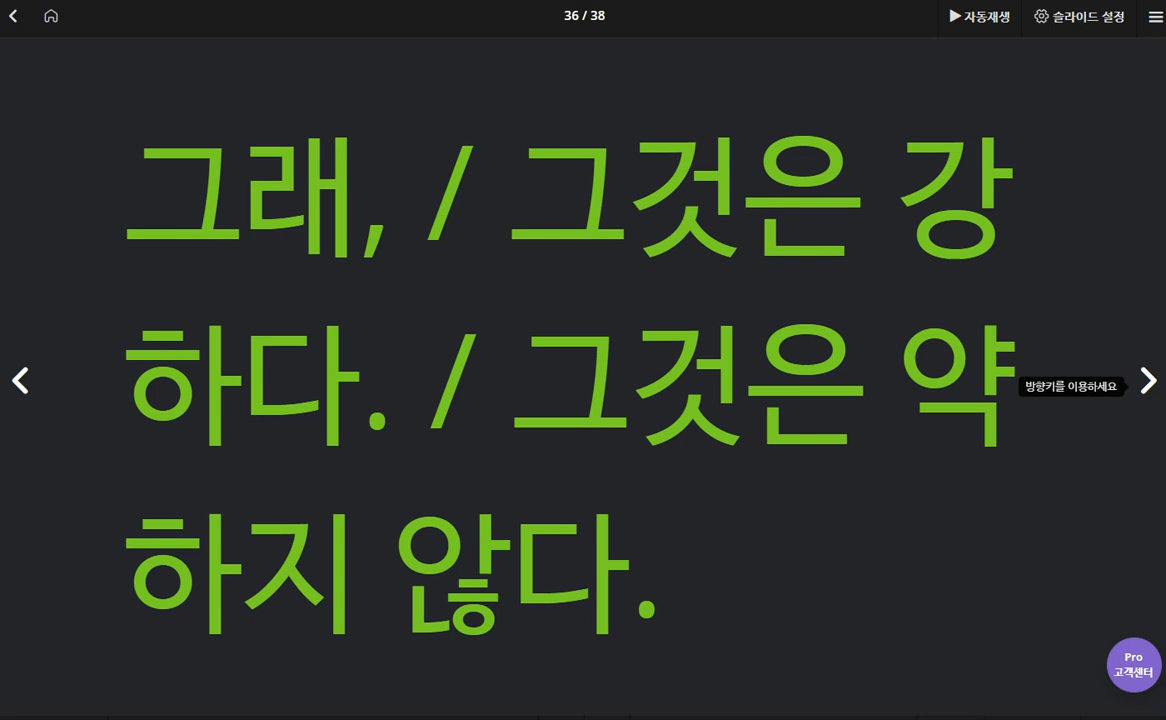 36 / 38
자동재생
슬라이드 설정
그래, / 그것은 강
하다. / 그것은 약
방향키를 이용하세요
하지 않다.
Pro
고객센터